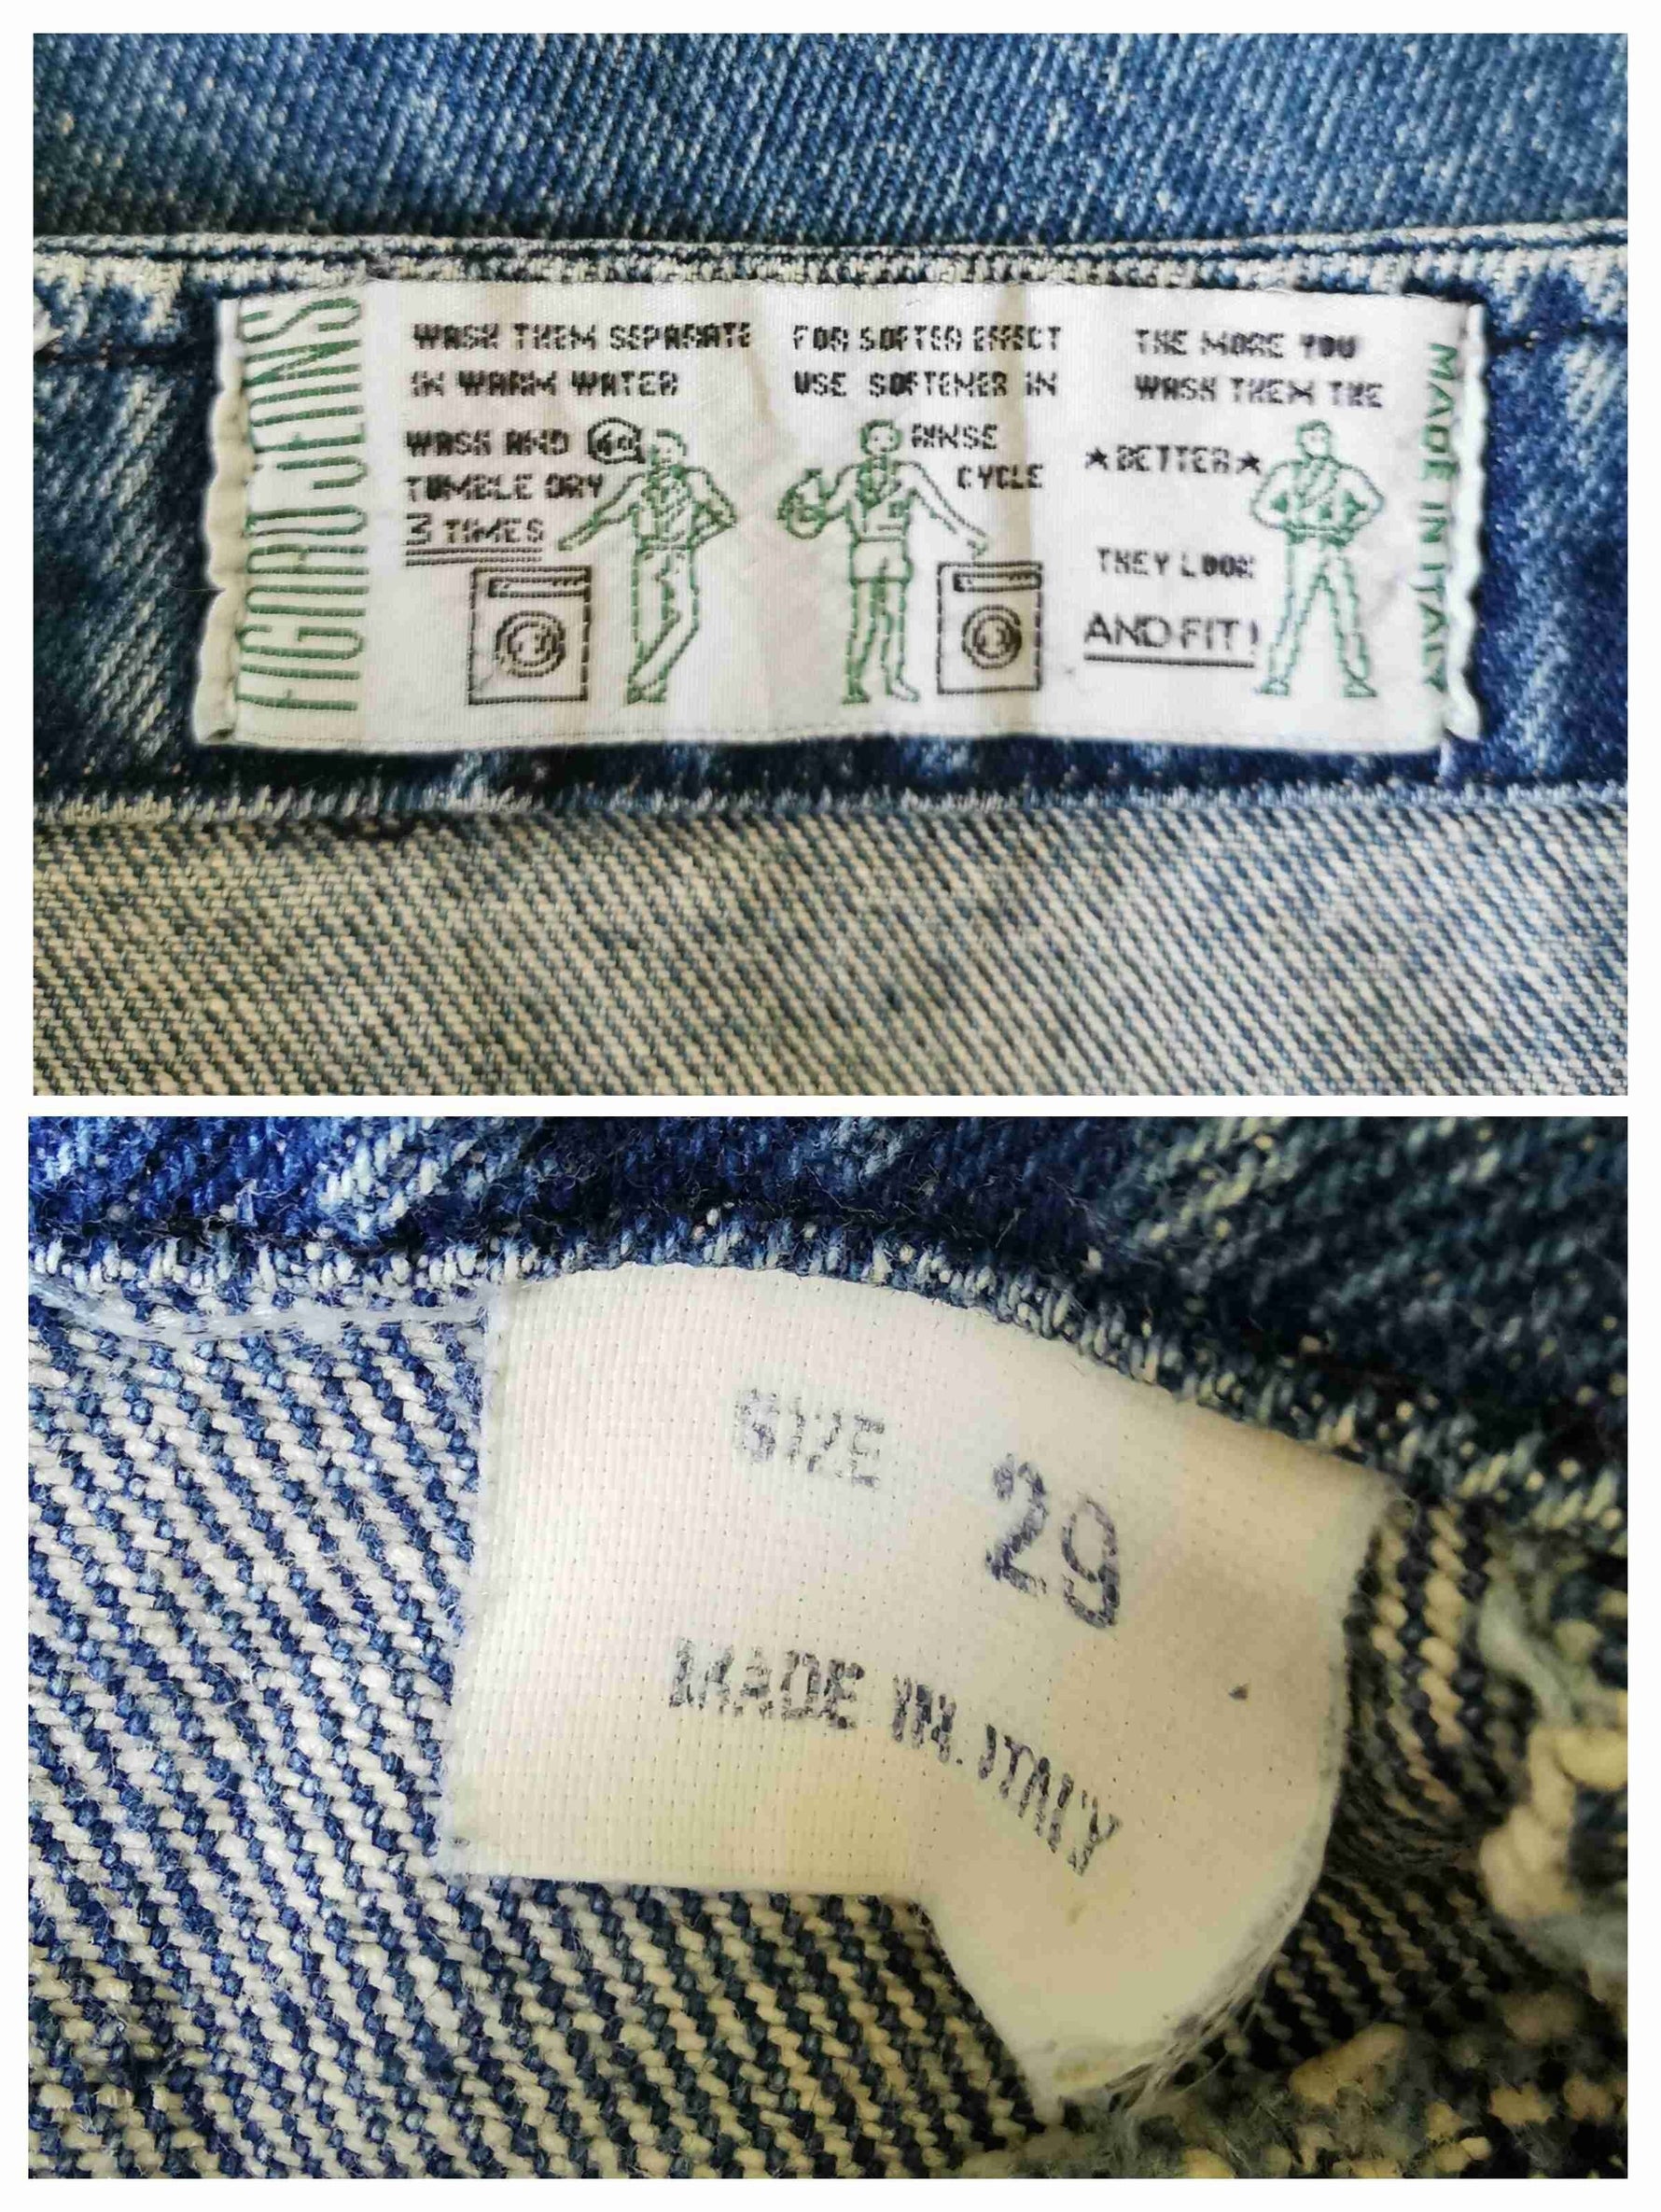 WASH THEM SEPARATE
IN WARM WATER
WASH AND 40
TUMBLE DRY
3 TIMES
FOR SOFTER EFFECT
USE SOFTENER IN
RINSE
CYCLE
THE MORE YOU
WASH THEM THE
★BETTER★
THEY LOOK
AND FIT!
MADE IN ITALY
SIZE 29
MADE IN ITALY